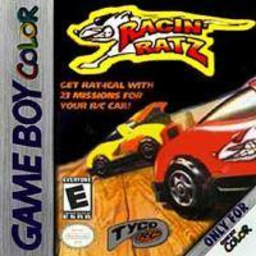 GAME BOY COLOR
RACIN'
RATZ
GET RAT-ICAL WITH
23 MISSIONS FOR
YOUR R/C CAR!
EVERYONE
E
ESRB
TYCO
R/C
ONLY FOR
GAME BOY
COLOR